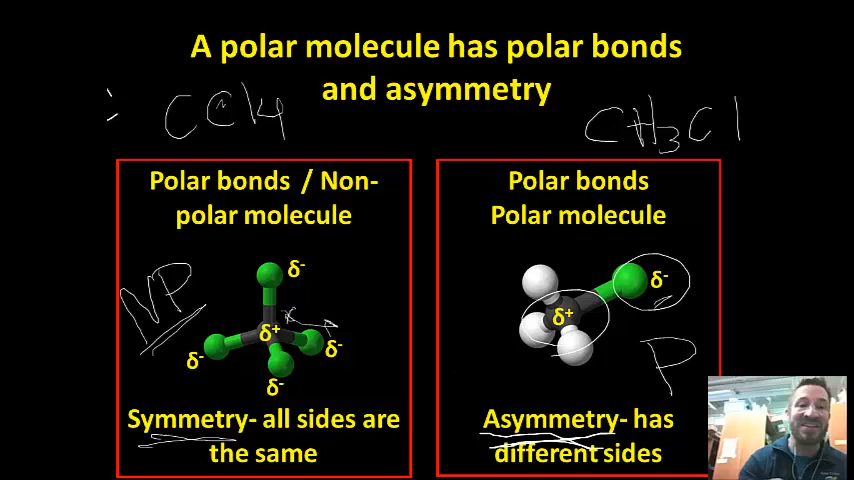 A polar molecule has polar bonds
and asymmetry
CCl4
CH3Cl
Polar bonds / Non-
polar molecule
NP
δ-
δ+
δ-
δ-
δ-
Symmetry- all sides are
the same
Polar bonds
Polar molecule
δ-
δ+
P
Asymmetry- has
different sides